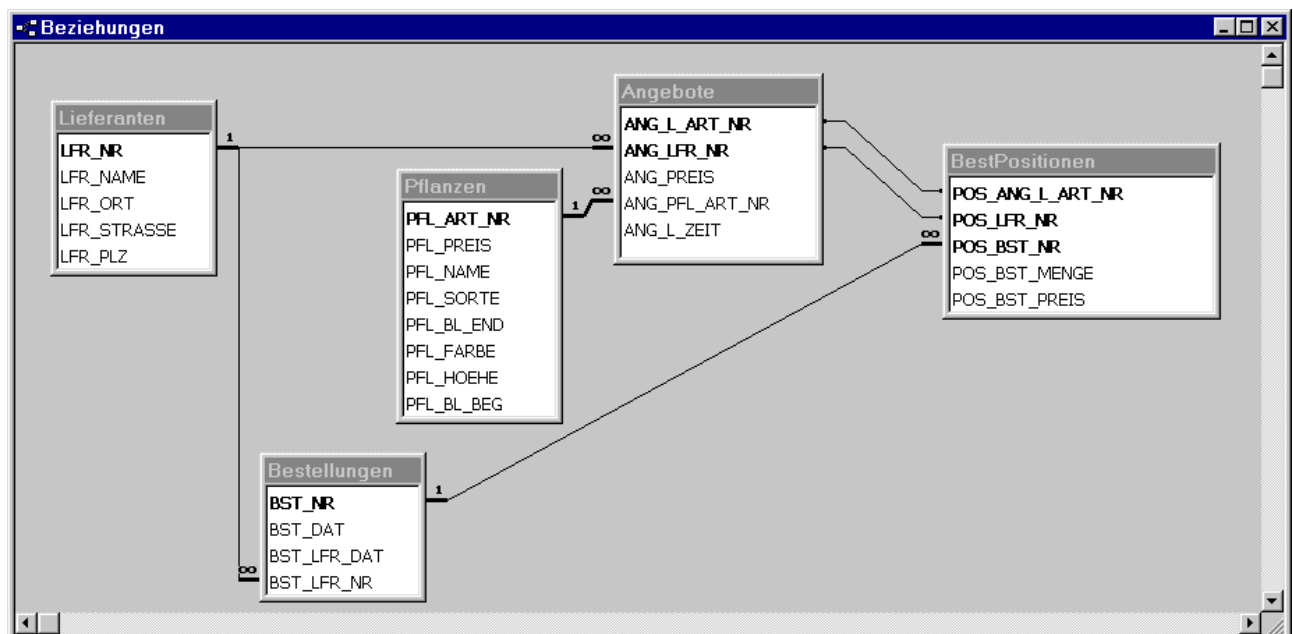 Beziehungen
Lieferanten
LFR_NR
LFR_NAME
LFR_ORT
LFR_STRASSE
LFR_PLZ
1
∞
Pflanzen
PFL_ART_NR
PFL_PREIS
PFL_NAME
PFL_SORTE
PFL_BL_END
PFL_FARBE
PFL_HOEHE
PFL_BL_BEG
1
∞
Angebote
ANG_L_ART_NR
ANG_LFR_NR
ANG_PREIS
ANG_PFL_ART_NR
ANG_L_ZEIT
BestPositionen
POS_ANG_L_ART_NR
POS_LFR_NR
POS_BST_NR
POS_BST_MENGE
POS_BST_PREIS
∞
Bestellungen
BST_NR
BST_DAT
BST_LFR_DAT
BST_LFR_NR
1
∞